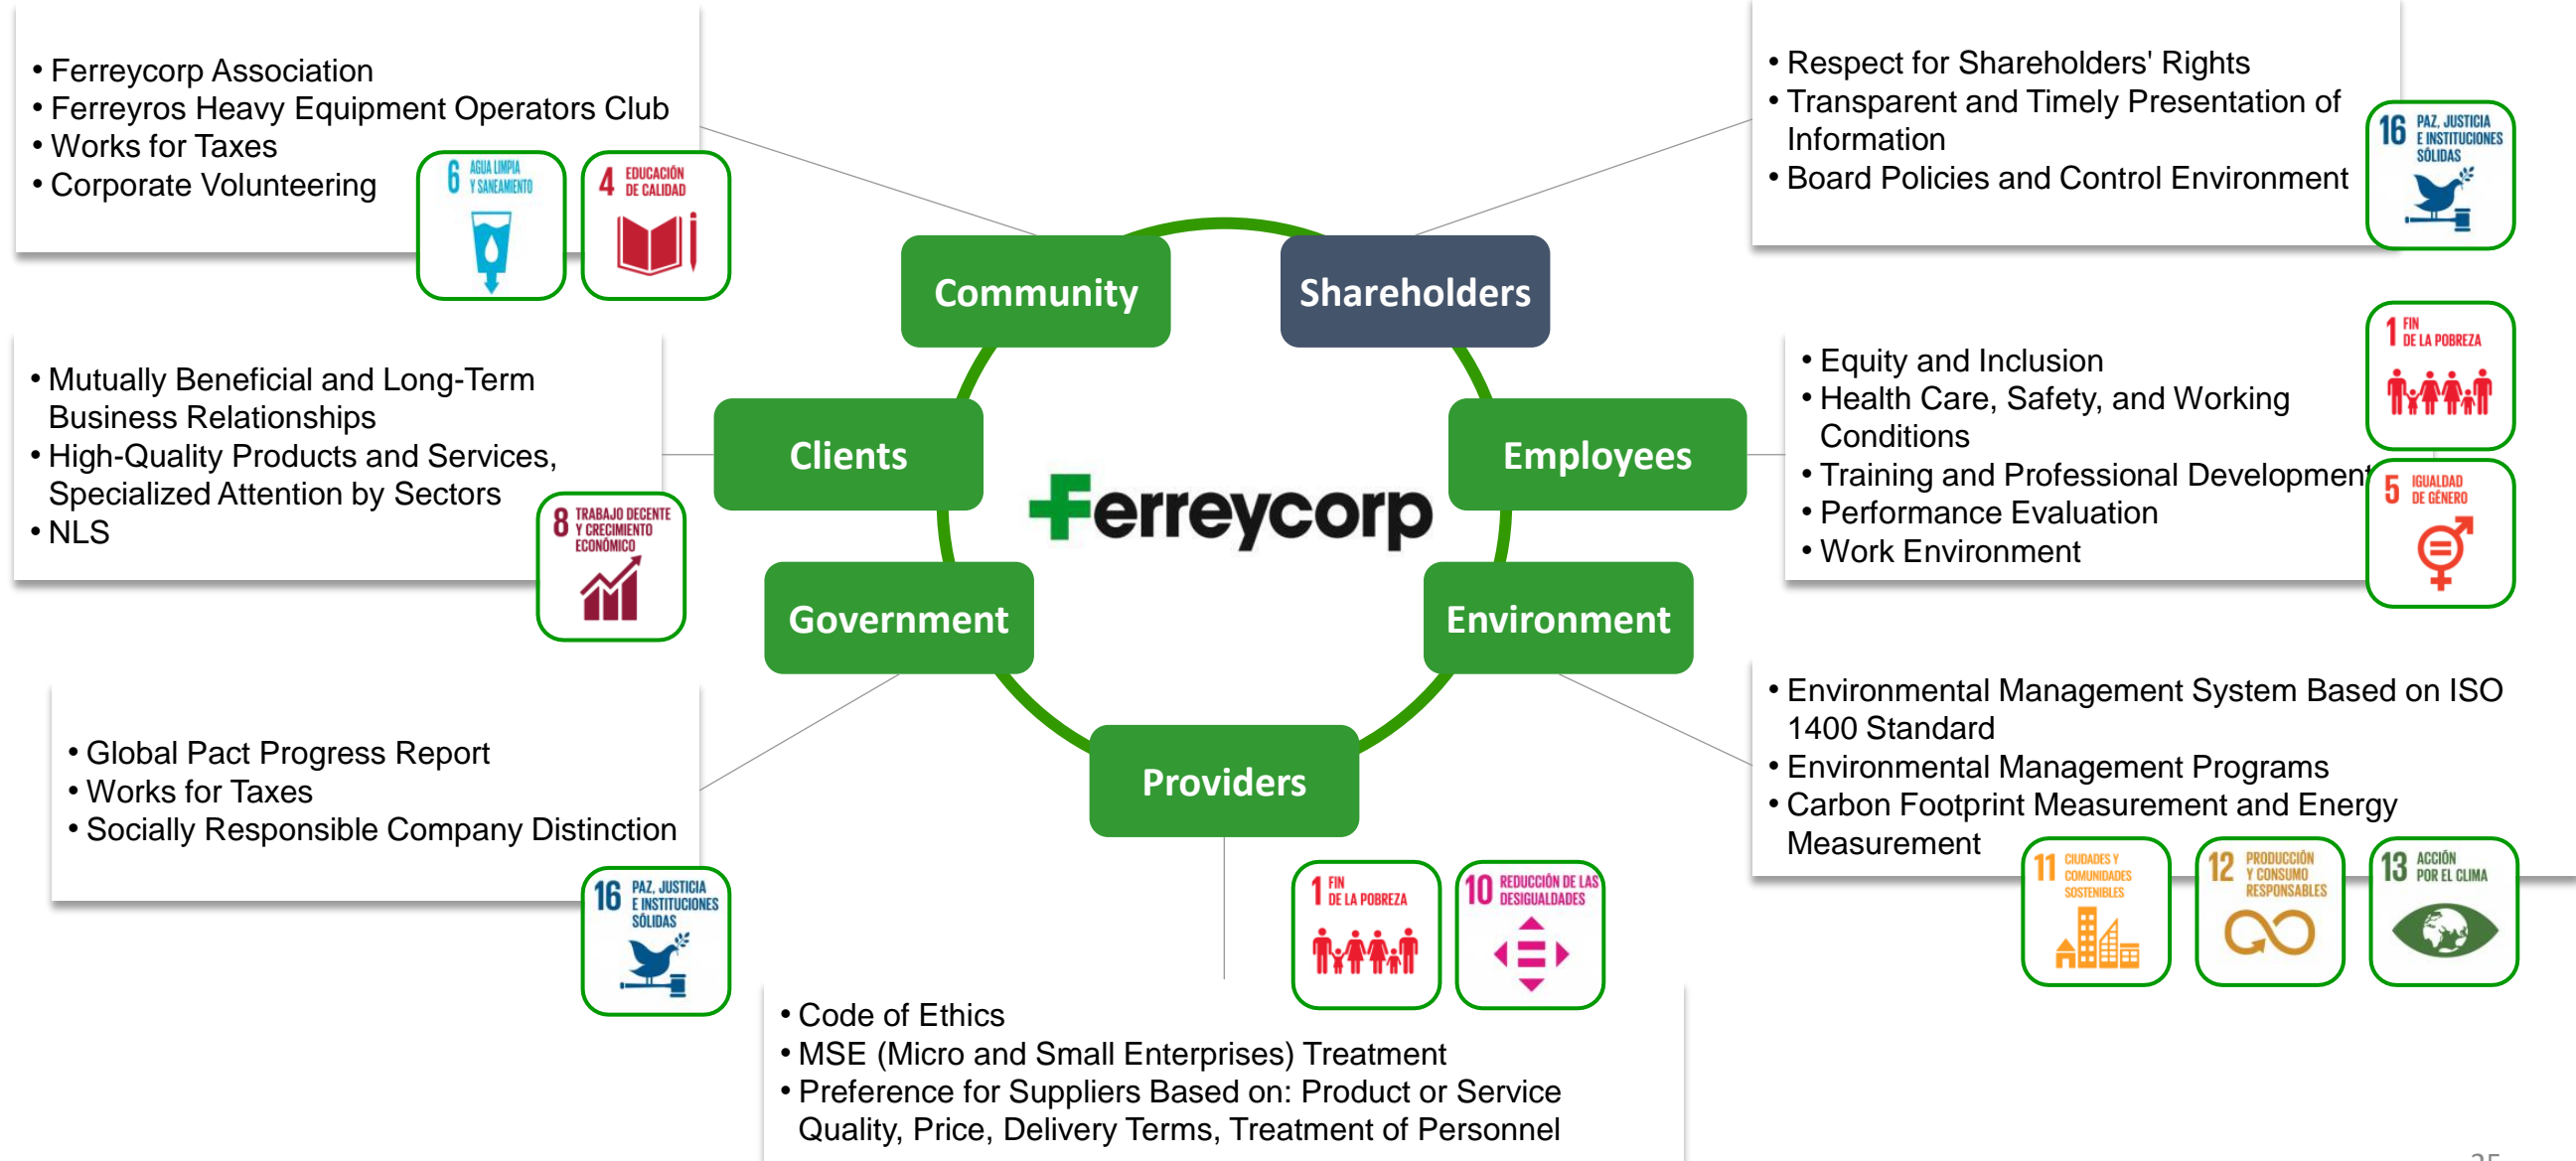 • Ferreycorp Association
• Ferreyros Heavy Equipment Operators Club
• Works for Taxes
• Corporate Volunteering
6 AGUA LIMPIA
Y SANEAMIENTO
4 EDUCACIÓN
DE CALIDAD
• Respect for Shareholders' Rights
• Transparent and Timely Presentation of
Information
• Board Policies and Control Environment
16 PAZ, JUSTICIA
E INSTITUCIONES
SÓLIDAS
Community
Shareholders
• Mutually Beneficial and Long-Term
Business Relationships
• High-Quality Products and Services,
Specialized Attention by Sectors
• NLS
8 TRABAJO DECENTE
Y CRECIMIENTO
ECONÓMICO
Clients
Ferreycorp
Employees
• Equity and Inclusion
• Health Care, Safety, and Working
Conditions
• Training and Professional Development
• Performance Evaluation
• Work Environment
1 FIN
DE LA POBREZA
5 IGUALDAD
DE GÉNERO
Government
Environment
• Global Pact Progress Report
• Works for Taxes
• Socially Responsible Company Distinction
16 PAZ, JUSTICIA
E INSTITUCIONES
SÓLIDAS
Providers
• Environmental Management System Based on ISO
1400 Standard
• Environmental Management Programs
• Carbon Footprint Measurement and Energy
Measurement
11 CIUDADES Y
COMUNIDADES
SOSTENIBLES
12 PRODUCCIÓN
Y CONSUMO
RESPONSABLES
13 ACCIÓN
POR EL CLIMA
1 FIN
DE LA POBREZA
10 REDUCCIÓN DE LAS
DESIGUALDADES
• Code of Ethics
• MSE (Micro and Small Enterprises) Treatment
• Preference for Suppliers Based on: Product or Service
Quality, Price, Delivery Terms, Treatment of Personnel